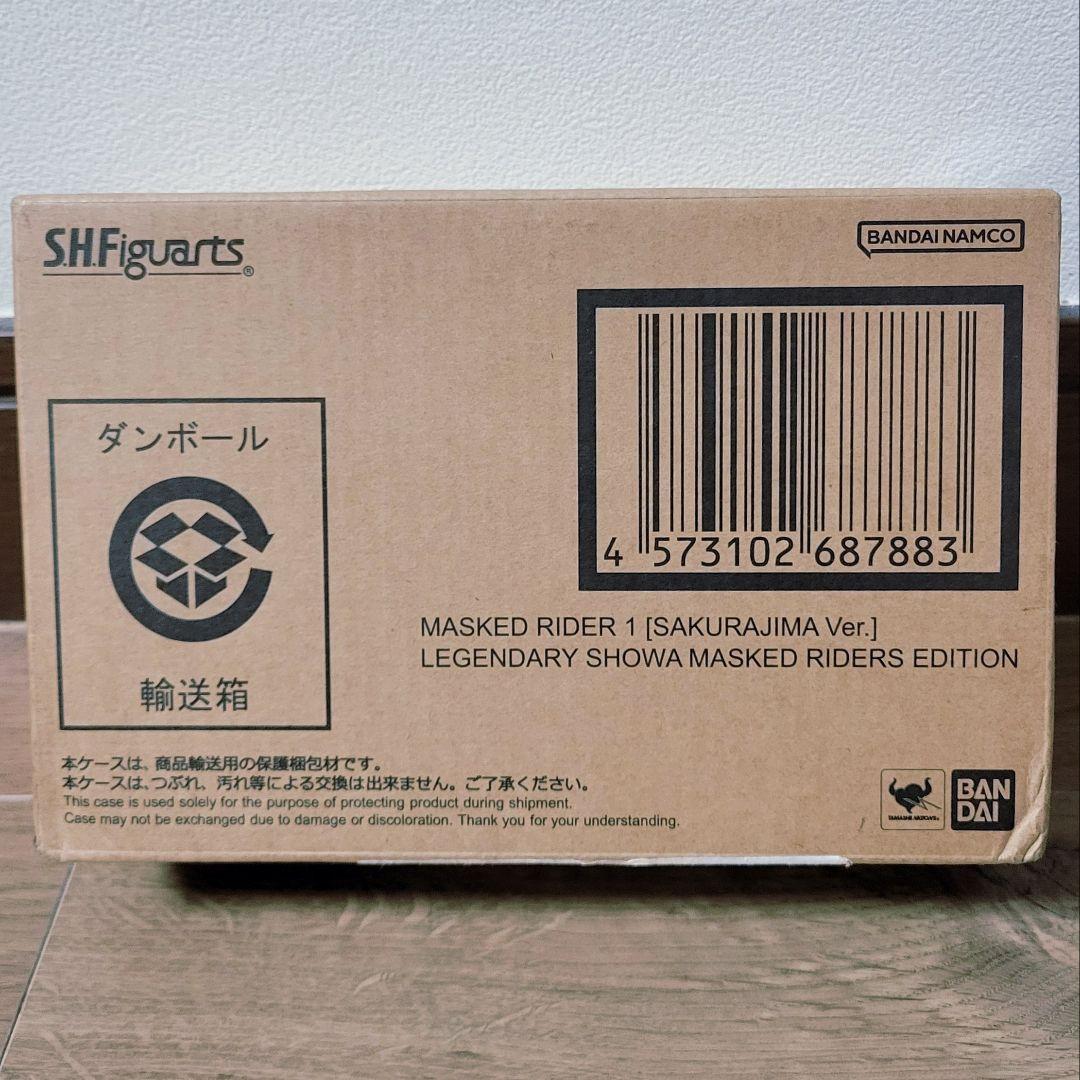 S.H.Figuarts®
BANDAI NAMCO
ダンボール
輸送箱
4 573102 687883
MASKED RIDER 1 [SAKURAJIMA Ver.]
LEGENDARY SHOWA MASKED RIDERS EDITION
本ケースは、商品輸送用の保護梱包材です。
本ケースは、つぶれ、汚れ等による交換は出来ません。ご了承ください。
This case is used solely for the purpose of protecting product during shipment.
Case may not be exchanged due to damage or discoloration. Thank you for your understanding.
TAMASHII NATIONS®
BAN
DAI